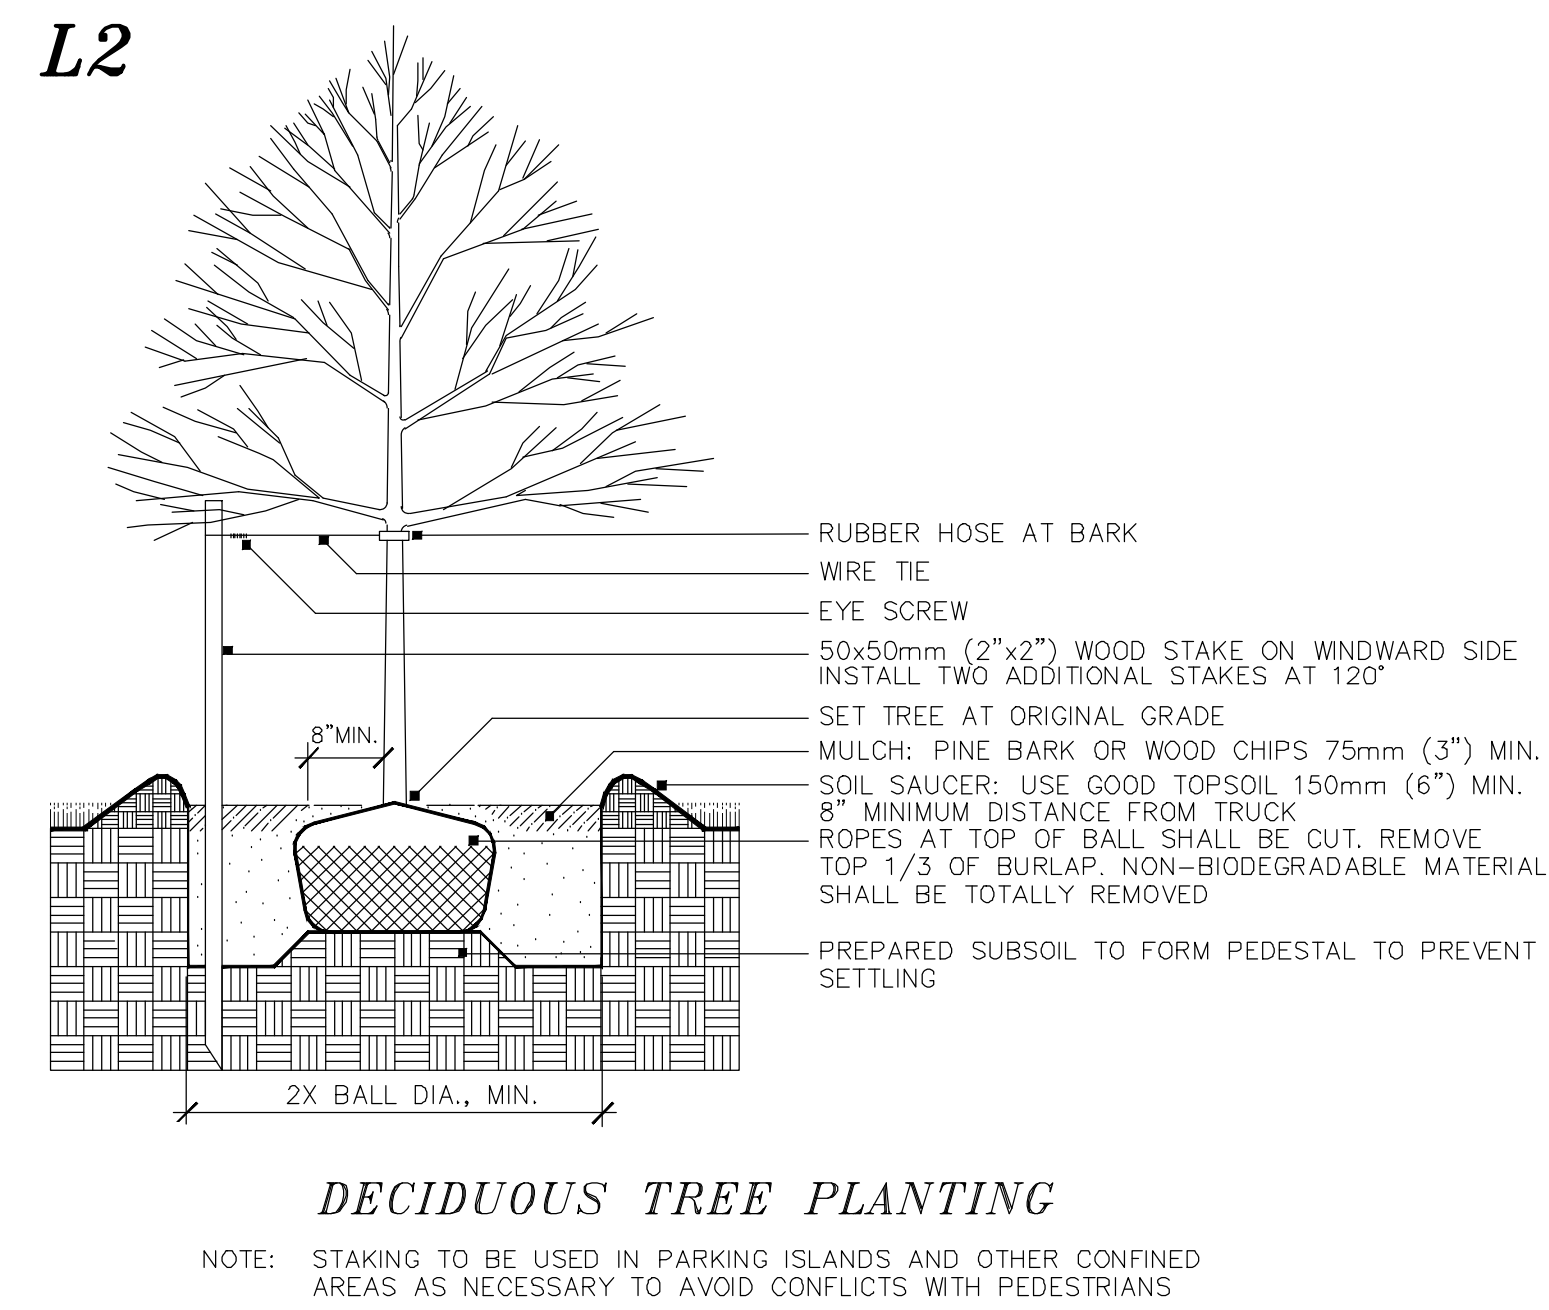 L2
RUBBER HOSE AT BARK
WIRE TIE
EYE SCREW
50x50mm (2"x2") WOOD STAKE ON WINDWARD SIDE
INSTALL TWO ADDITIONAL STAKES AT 120°
SET TREE AT ORIGINAL GRADE
8"MIN.
MULCH: PINE BARK OR WOOD CHIPS 75mm (3") MIN.
SOIL SAUCER: USE GOOD TOPSOIL 150mm (6") MIN.
8" MINIMUM DISTANCE FROM TRUCK
ROPES AT TOP OF BALL SHALL BE CUT. REMOVE
TOP 1/3 OF BURLAP. NON-BIODEGRADABLE MATERIAL
SHALL BE TOTALLY REMOVED
PREPARED SUBSOIL TO FORM PEDESTAL TO PREVENT
SETTLING
2X BALL DIA., MIN.
DECIDUOUS TREE PLANTING
NOTE: STAKING TO BE USED IN PARKING ISLANDS AND OTHER CONFINED
AREAS AS NECESSARY TO AVOID CONFLICTS WITH PEDESTRIANS